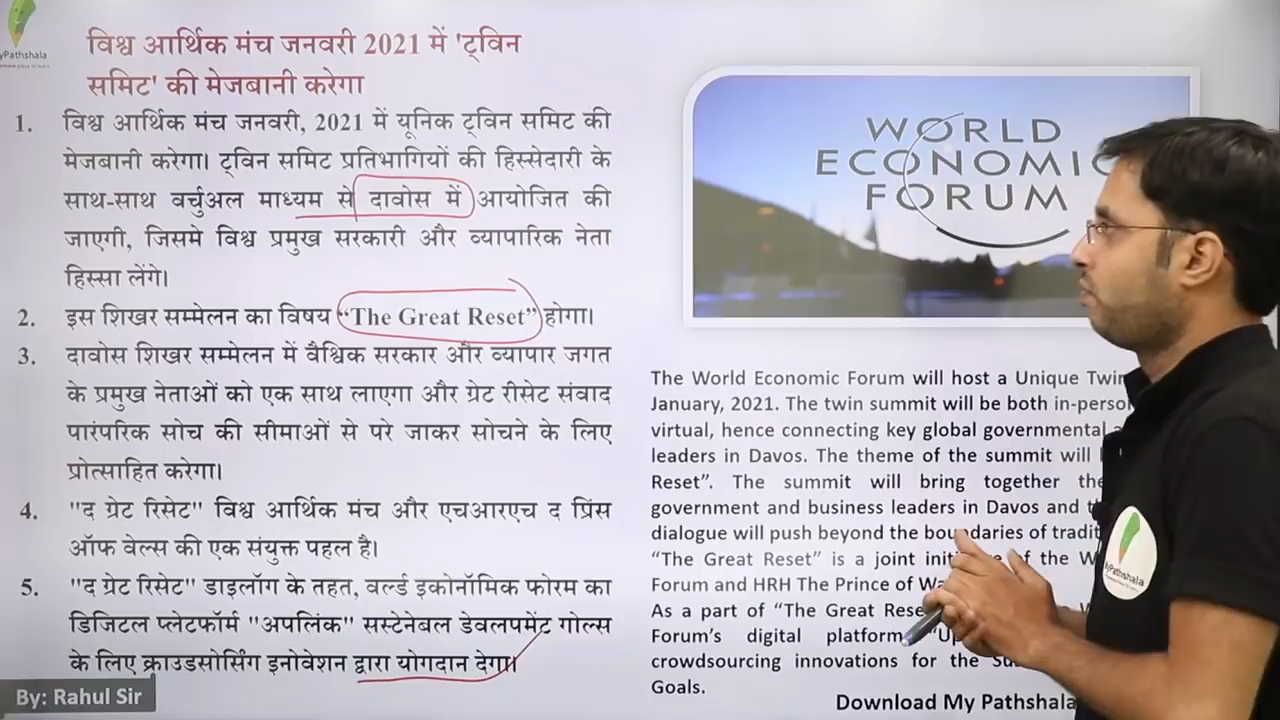 MyPathshala
विश्व आर्थिक मंच जनवरी 2021 में 'ट्विन
समिट' की मेजबानी करेगा
1. विश्व आर्थिक मंच जनवरी, 2021 में यूनिक ट्विन समिट की
मेजबानी करेगा। ट्विन समिट प्रतिभागियों की हिस्सेदारी के
साथ-साथ वर्चुअल माध्यम से दावोस में आयोजित की
जाएगी, जिसमे विश्व प्रमुख सरकारी और व्यापारिक नेता
हिस्सा लेंगे।
2. इस शिखर सम्मेलन का विषय “The Great Reset” होगा।
3. दावोस शिखर सम्मेलन में वैश्विक सरकार और व्यापार जगत
के प्रमुख नेताओं को एक साथ लाएगा और ग्रेट रीसेट संवाद
पारंपरिक सोच की सीमाओं से परे जाकर सोचने के लिए
प्रोत्साहित करेगा।
4. "द ग्रेट रिसेट" विश्व आर्थिक मंच और एचआरएच द प्रिंस
ऑफ वेल्स की एक संयुक्त पहल है।
5. "द ग्रेट रिसेट" डाइलॉग के तहत, वर्ल्ड इकोनॉमिक फोरम का
डिजिटल प्लेटफॉर्म "अपलिंक" सस्टेनेबल डेवलपमेंट गोल्स
के लिए क्राउडसोर्सिंग इनोवेशन द्वारा योगदान देगा।
By: Rahul Sir
WORLD
ECONOMIC
FORUM
The World Economic Forum will host a Unique Twin
January, 2021. The twin summit will be both in-perso
virtual, hence connecting key global governmental
leaders in Davos. The theme of the summit will
Reset”. The summit will bring together the
government and business leaders in Davos and
dialogue will push beyond the boundaries of tradit
“The Great Reset” is a joint of the
Forum and HRH The Prince of
As a part of “The Great
Forum’s digital platform
crowdsourcing innovations for the
Goals.
Download My Pathshala
MyPathshala